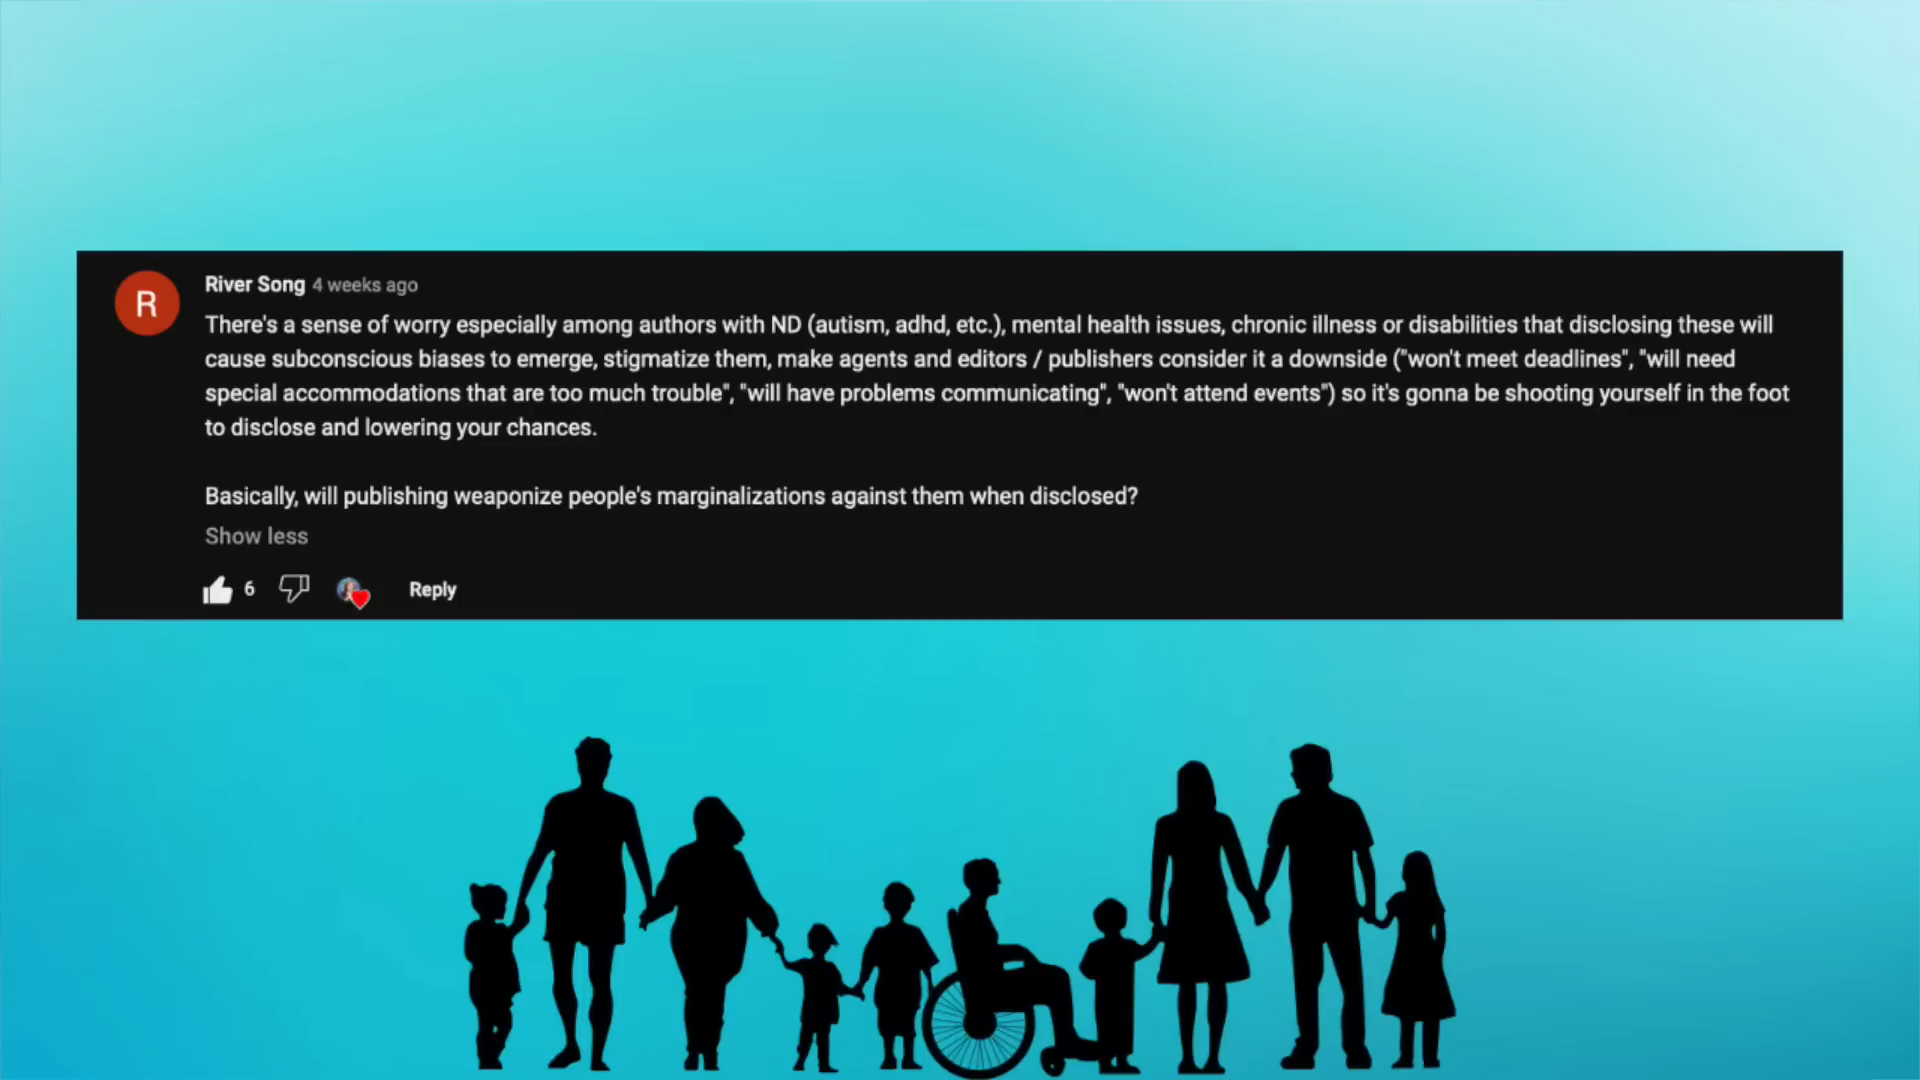 R
River Song 4 weeks ago
There's a sense of worry especially among authors with ND (autism, adhd, etc.), mental health issues, chronic illness or disabilities that disclosing these will
cause subconscious biases to emerge, stigmatize them, make agents and editors / publishers consider it a downside ("won't meet deadlines", "will need
special accommodations that are too much trouble", "will have problems communicating", "won't attend events") so it's gonna be shooting yourself in the foot
to disclose and lowering your chances.
Basically, will publishing weaponize people's marginalizations against them when disclosed?
Show less
6 Reply